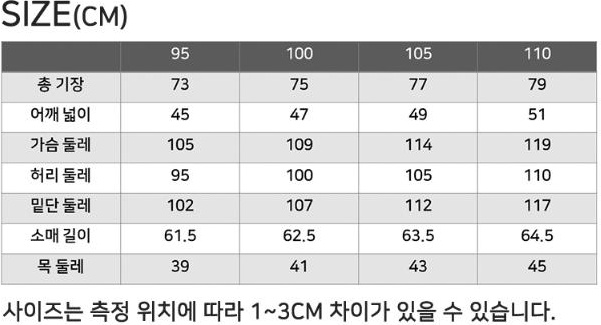 SIZE(CM)
95 100 105 110
총 기장 73 75 77 79
어깨 넓이 45 47 49 51
가슴 둘레 105 109 114 119
허리 둘레 95 100 105 110
밑단 둘레 102 107 112 117
소매 길이 61.5 62.5 63.5 64.5
목 둘레 39 41 43 45
사이즈는 측정 위치에 따라 1~3CM 차이가 있을 수 있습니다.